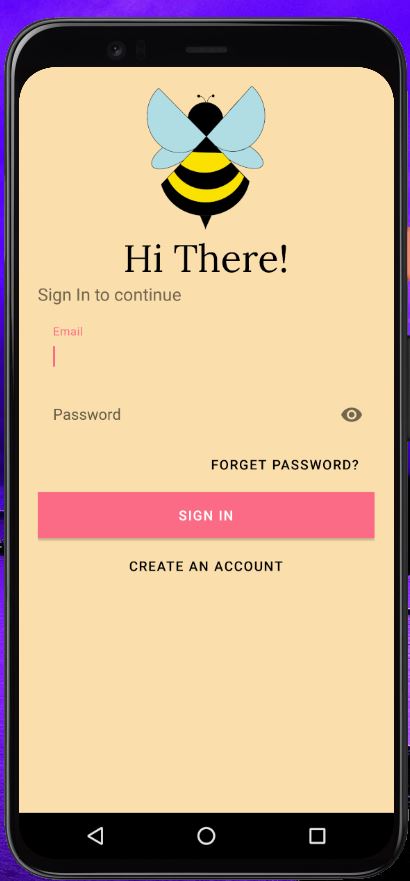 Hi There!
Sign In to continue
Email
Password
FORGET PASSWORD?
SIGN IN
CREATE AN ACCOUNT